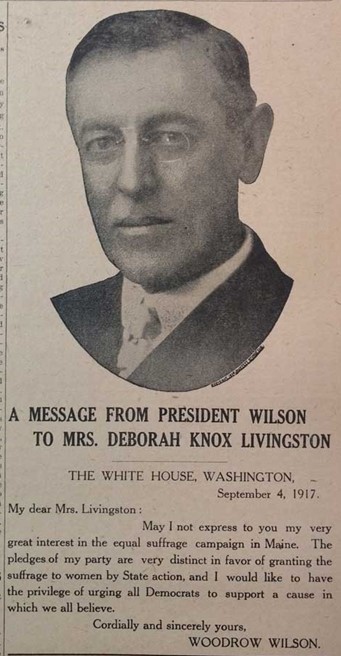 A MESSAGE FROM PRESIDENT WILSON
TO MRS. DEBORAH KNOX LIVINGSTON
THE WHITE HOUSE, WASHINGTON,
September 4, 1917.
My dear Mrs. Livingston:
May I not express to you my very
great interest in the equal suffrage campaign in Maine. The
pledges of my party are very distinct in favor of granting the
suffrage to women by State action, and I would like to have
the privilege of urging all Democrats to support a cause in
which we all believe.
Cordially and sincerely yours,
WOODROW WILSON.